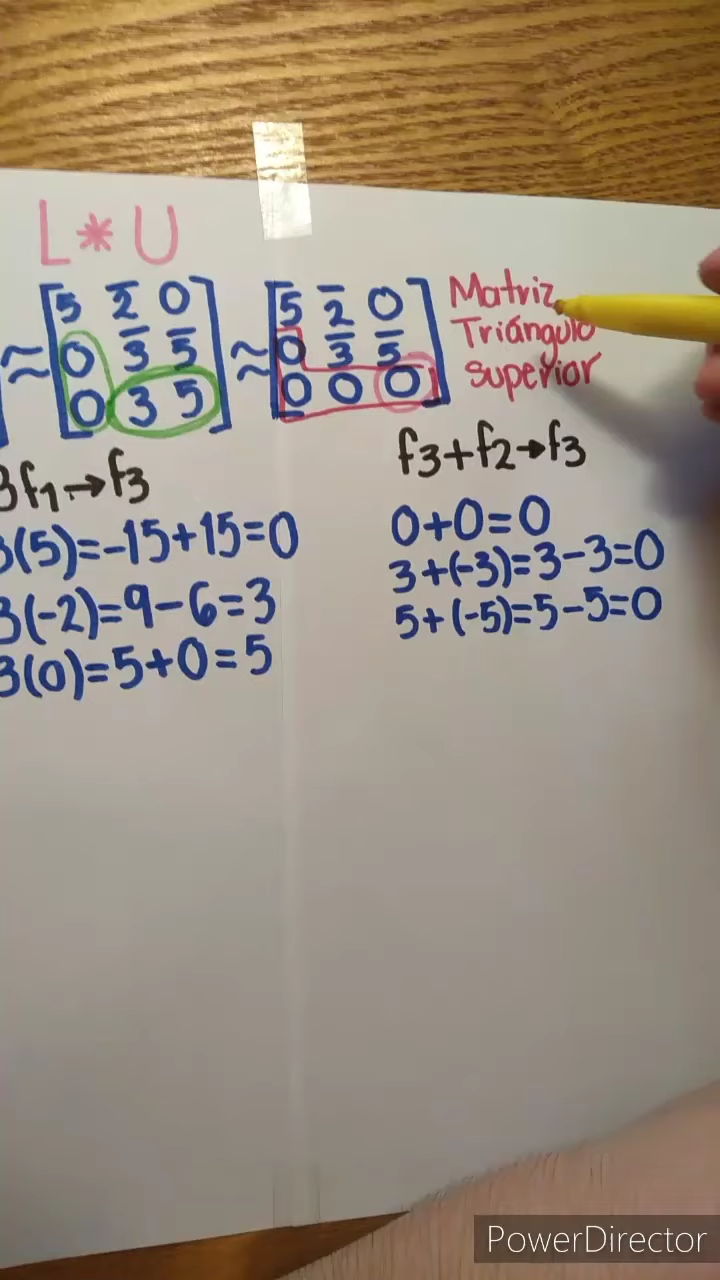 L * U
≈ [5 -2 0
0 -3 -5
0 3 5] ≈ [5 -2 0
0 -3 -5
0 0 0]
Matriz
Triángulo
superior
3f1→f3
3(5)=-15+15=0
3(-2)=9-6=3
3(0)=5+0=5
f3+f2→f3
0+0=0
3+(-3)=3-3=0
5+(-5)=5-5=0
PowerDirector